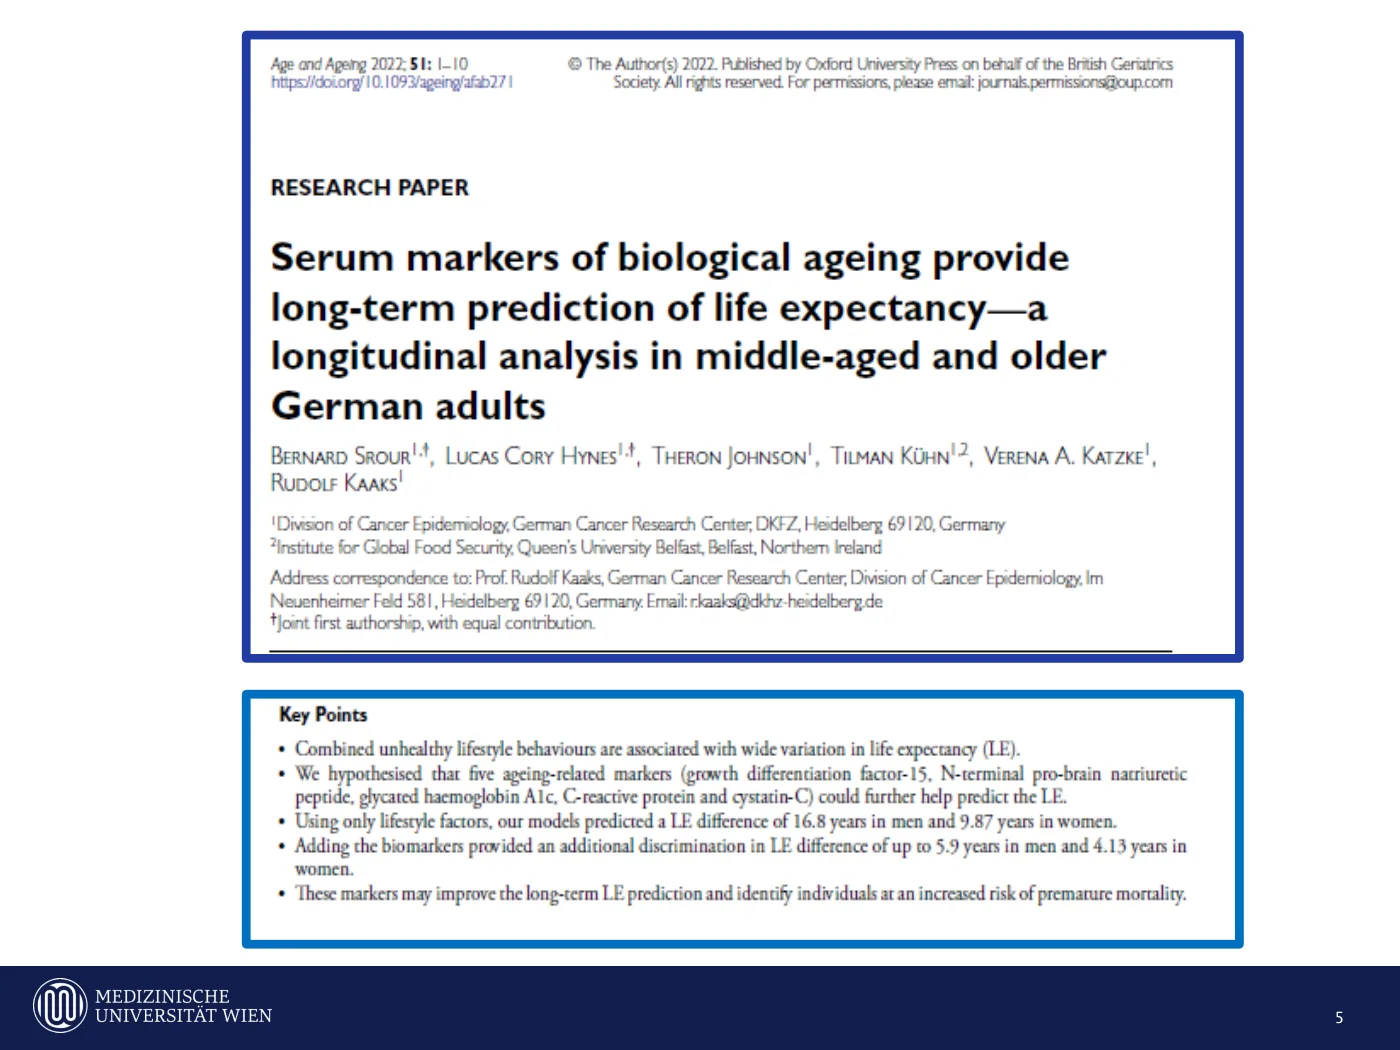 Age and Ageing 2022; 51: 1–10
https://doi.org/10.1093/ageing/afab271
© The Author(s) 2022. Published by Oxford University Press on behalf of the British Geriatrics
Society. All rights reserved. For permissions, please email: journals.permissions@oup.com
RESEARCH PAPER
Serum markers of biological ageing provide
long-term prediction of life expectancy—a
longitudinal analysis in middle-aged and older
German adults
Bernard Srour1,†, Lucas Cory Hynes1,†, Theron Johnson1, Tilman Kühn1,2, Verena A. Katzke1,
Rudolf Kaaks1
1Division of Cancer Epidemiology, German Cancer Research Center, DKFZ, Heidelberg 69120, Germany
2Institute for Global Food Security, Queen's University Belfast, Belfast, Northern Ireland
Address correspondence to: Prof. Rudolf Kaaks, German Cancer Research Center, Division of Cancer Epidemiology, Im
Neuenheimer Feld 581, Heidelberg 69120, Germany. Email: r.kaaks@dkhz-heidelberg.de
†Joint first authorship, with equal contribution.
Key Points
• Combined unhealthy lifestyle behaviours are associated with wide variation in life expectancy (LE).
• We hypothesised that five ageing-related markers (growth differentiation factor-15, N-terminal pro-brain natriuretic
peptide, glycated haemoglobin A1c, C-reactive protein and cystatin-C) could further help predict the LE.
• Using only lifestyle factors, our models predicted a LE difference of 16.8 years in men and 9.87 years in women.
• Adding the biomarkers provided an additional discrimination in LE difference of up to 5.9 years in men and 4.13 years in
women.
• These markers may improve the long-term LE prediction and identify individuals at an increased risk of premature mortality.
MEDIZINISCHE
UNIVERSITÄT WIEN
5